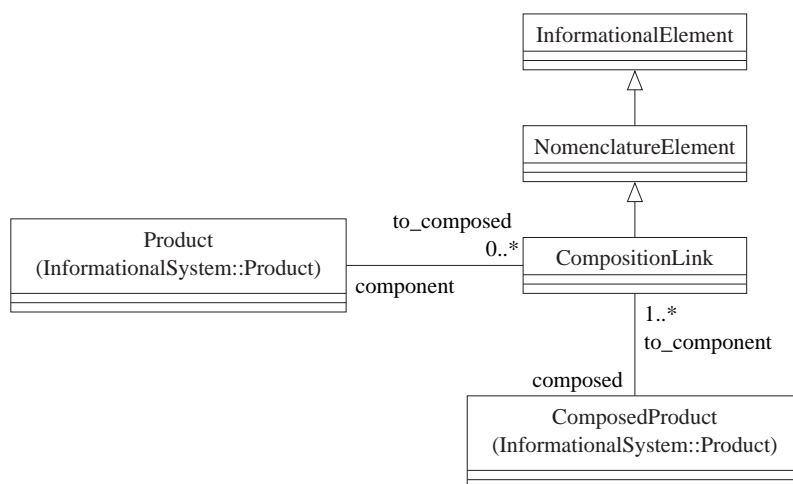 InformationalElement
NomenclatureElement
Product
(InformationalSystem::Product)
to_composed
0..*
component
CompositionLink
1..*
to_component
composed
ComposedProduct
(InformationalSystem::Product)